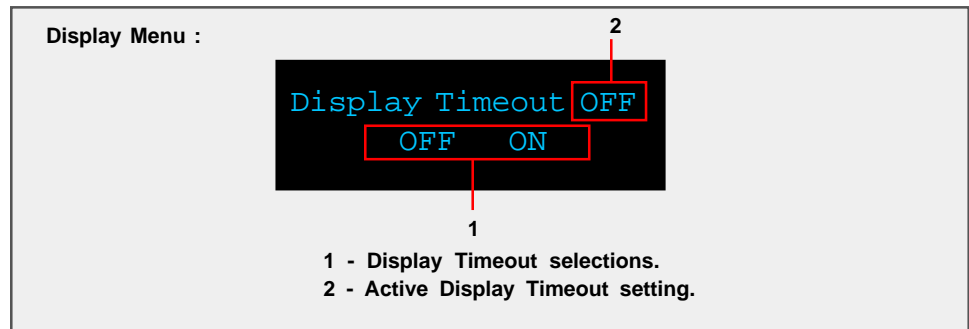 Display Menu :
2
Display Timeout OFF
OFF ON
1
1 - Display Timeout selections.
2 - Active Display Timeout setting.